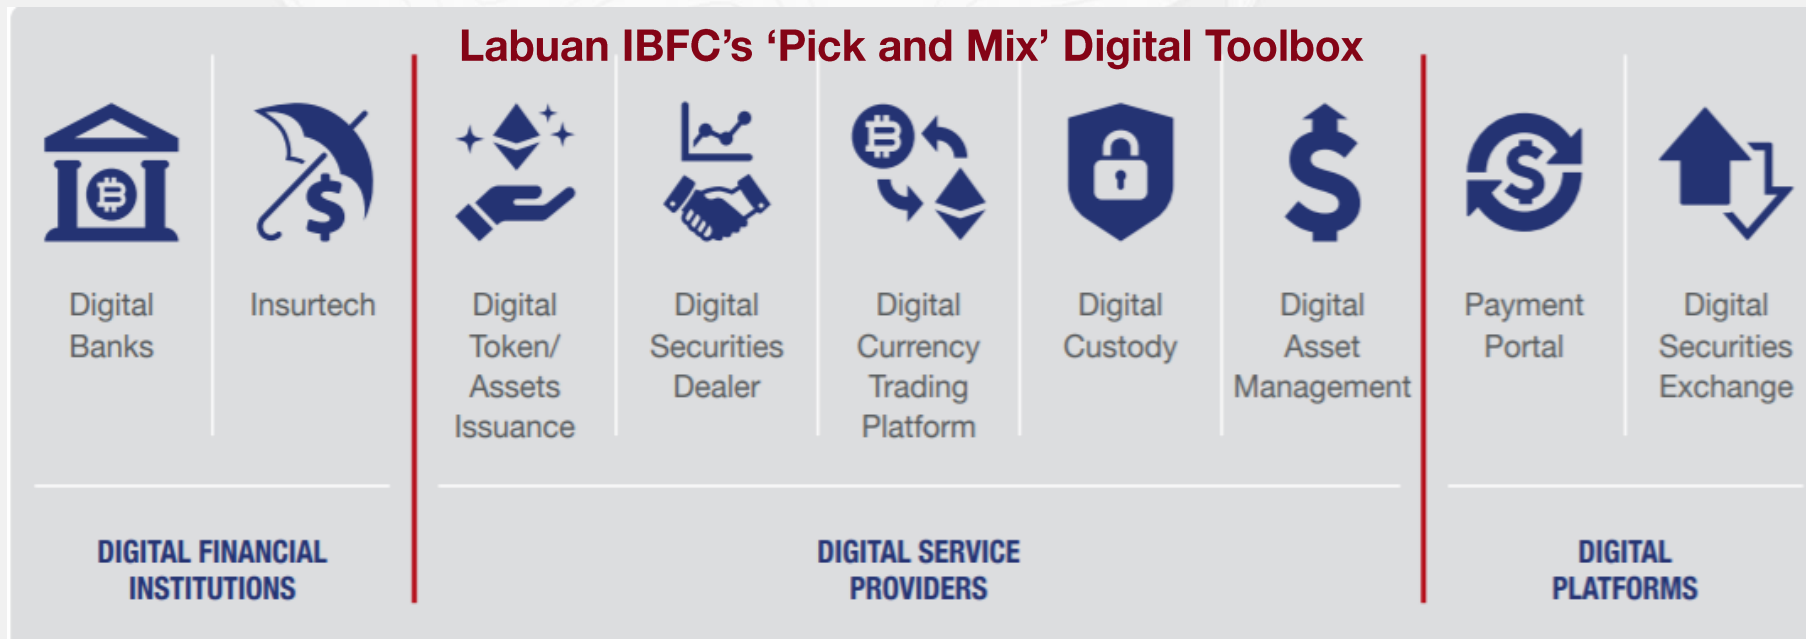 Labuan IBFC’s ‘Pick and Mix’ Digital Toolbox
Digital
Banks
Insurtech
Digital
Token/
Assets
Issuance
Digital
Securities
Dealer
Digital
Currency
Trading
Platform
Digital
Custody
Digital
Asset
Management
Payment
Portal
Digital
Securities
Exchange
DIGITAL FINANCIAL
INSTITUTIONS
DIGITAL SERVICE
PROVIDERS
DIGITAL
PLATFORMS